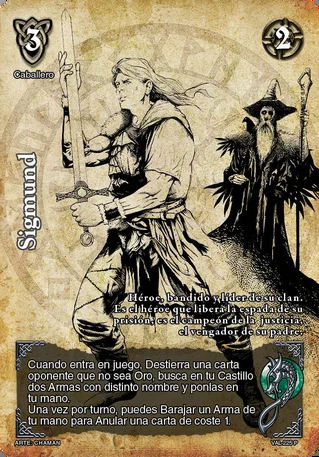 3
2
Caballero
Sigmund
Héroe, bandido y líder de su clan.
Es el héroe que libera la espada de su
prisión, es el campeón de la justicia,
el vengador de su padre.
Cuando entra en juego, Destierra una carta
oponente que no sea Oro, busca en tu Castillo
dos Armas con distinto nombre y ponlas en
tu mano.
Una vez por turno, puedes Barajar un Arma de
tu mano para Anular una carta de coste 1.
ARTE: CHAMAN
VAL-225 P